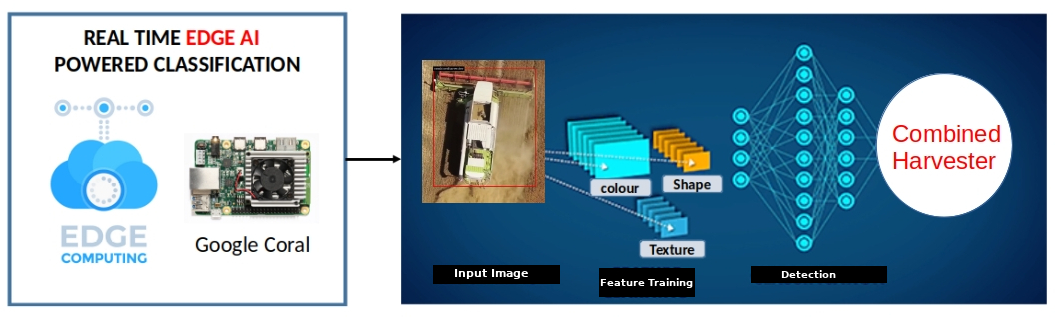 REAL TIME EDGE AI
POWERED CLASSIFICATION
EDGE
COMPUTING
Google Coral
colour
Shape
Texture
Input Image
Feature Training
Detection
Combined
Harvester